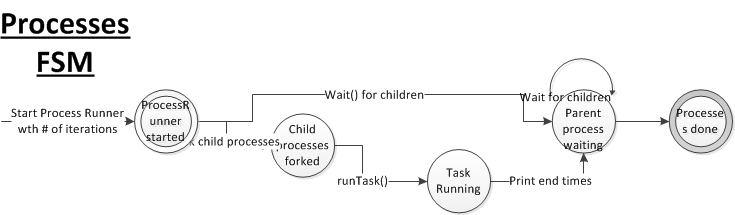 Processes
FSM
Start Process Runner
wth # of iterations
ProcessR
unner
started
child processes
Wait() for children
Child
processes
forked
runTask()
Task
Running
Print end times
Wait for children
Parent
process
waiting
Processe
s done